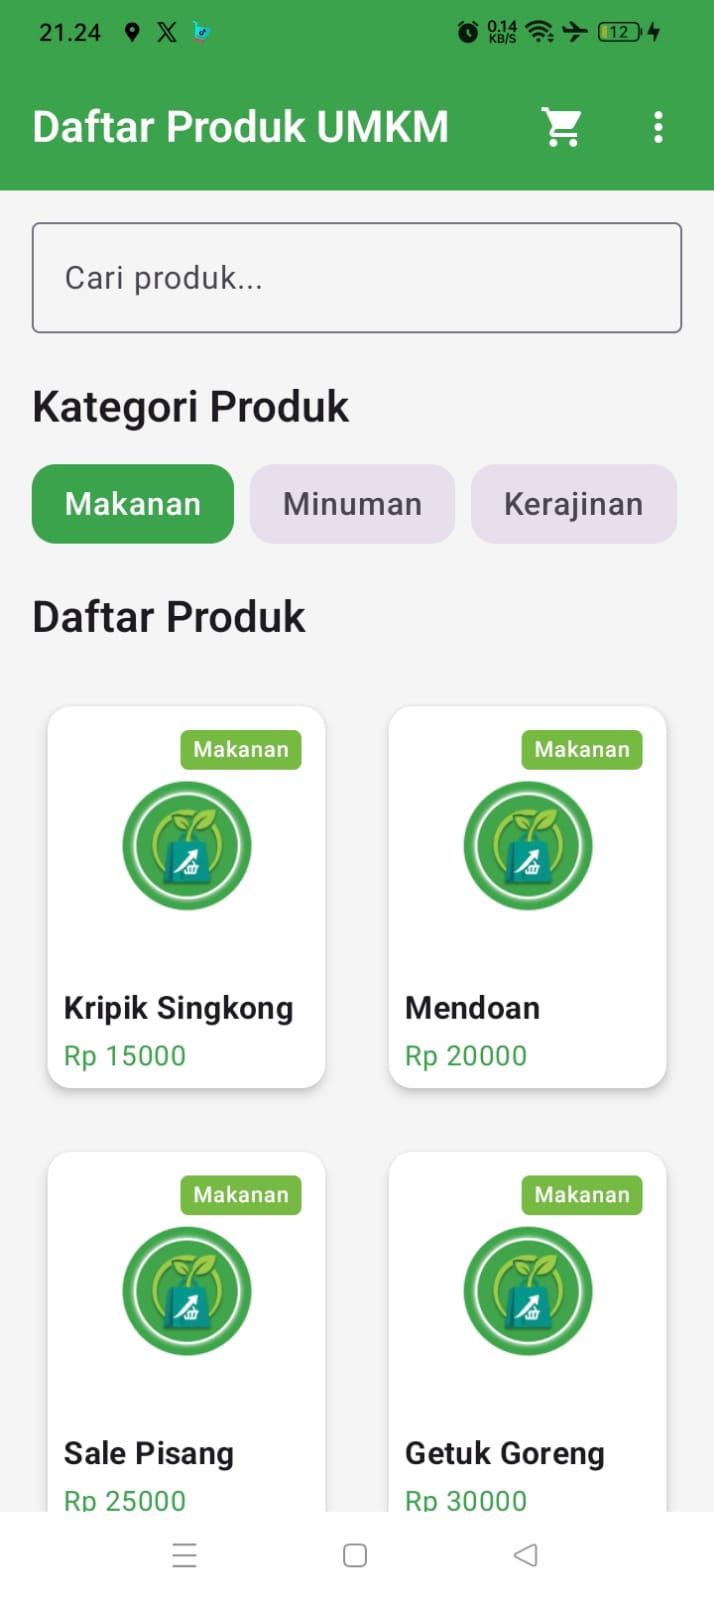 21.24
0.14
KB/S
12
Daftar Produk UMKM
Cari produk...
Kategori Produk
Makanan Minuman Kerajinan
Daftar Produk
Makanan Makanan
Kripik Singkong Mendoan
Rp 15000 Rp 20000
Makanan Makanan
Sale Pisang Getuk Goreng
Rp 25000 Rp 30000